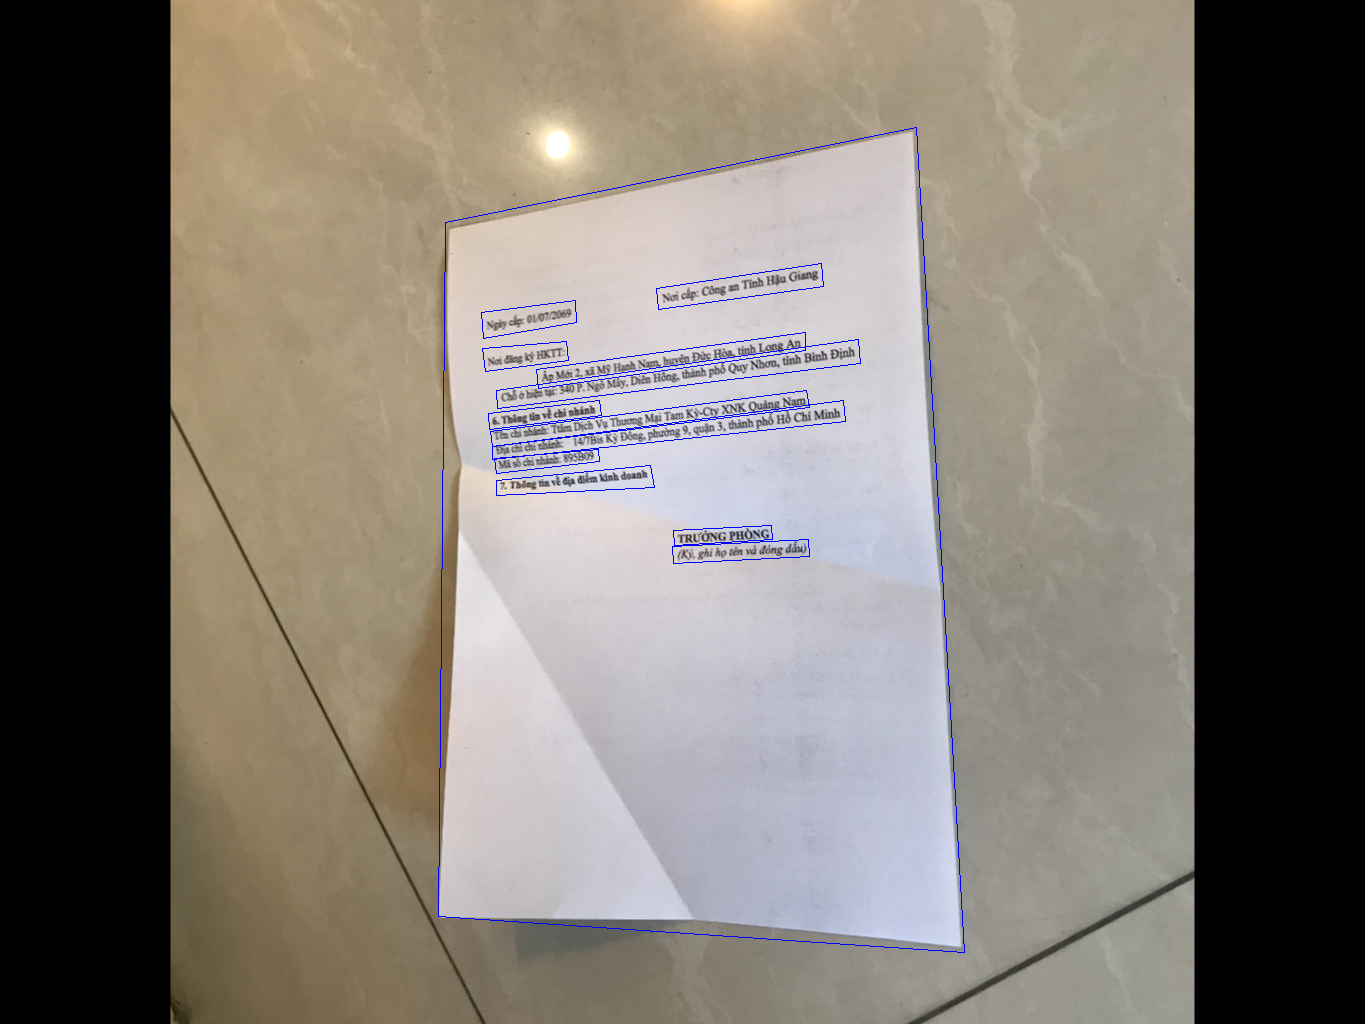 Nơi cấp: Công an Tỉnh Hậu Giang
Ngày cấp: 01/07/2069
Nơi đăng ký HKTT:
Ấp Mới 2, xã Mỹ Hạnh Nam, huyện Đức Hòa, tỉnh Long An
Chỗ ở hiện tại: 340 P. Ngô Mây, Diên Hồng, thành phố Quy Nhơn, tỉnh Bình Định
6. Thông tin về chi nhánh
Tên chi nhánh: Ttâm Dịch Vụ Thương Mại Tam Kỳ-Cty XNK Quảng Nam
Địa chỉ chi nhánh: 14/7Bis Kỳ Đồng, phường 9, quận 3, thành phố Hồ Chí Minh
Mã số chi nhánh: 895B09
7. Thông tin về địa điểm kinh doanh
TRƯỞNG PHÒNG
(Ký, ghi họ tên và đóng dấu)